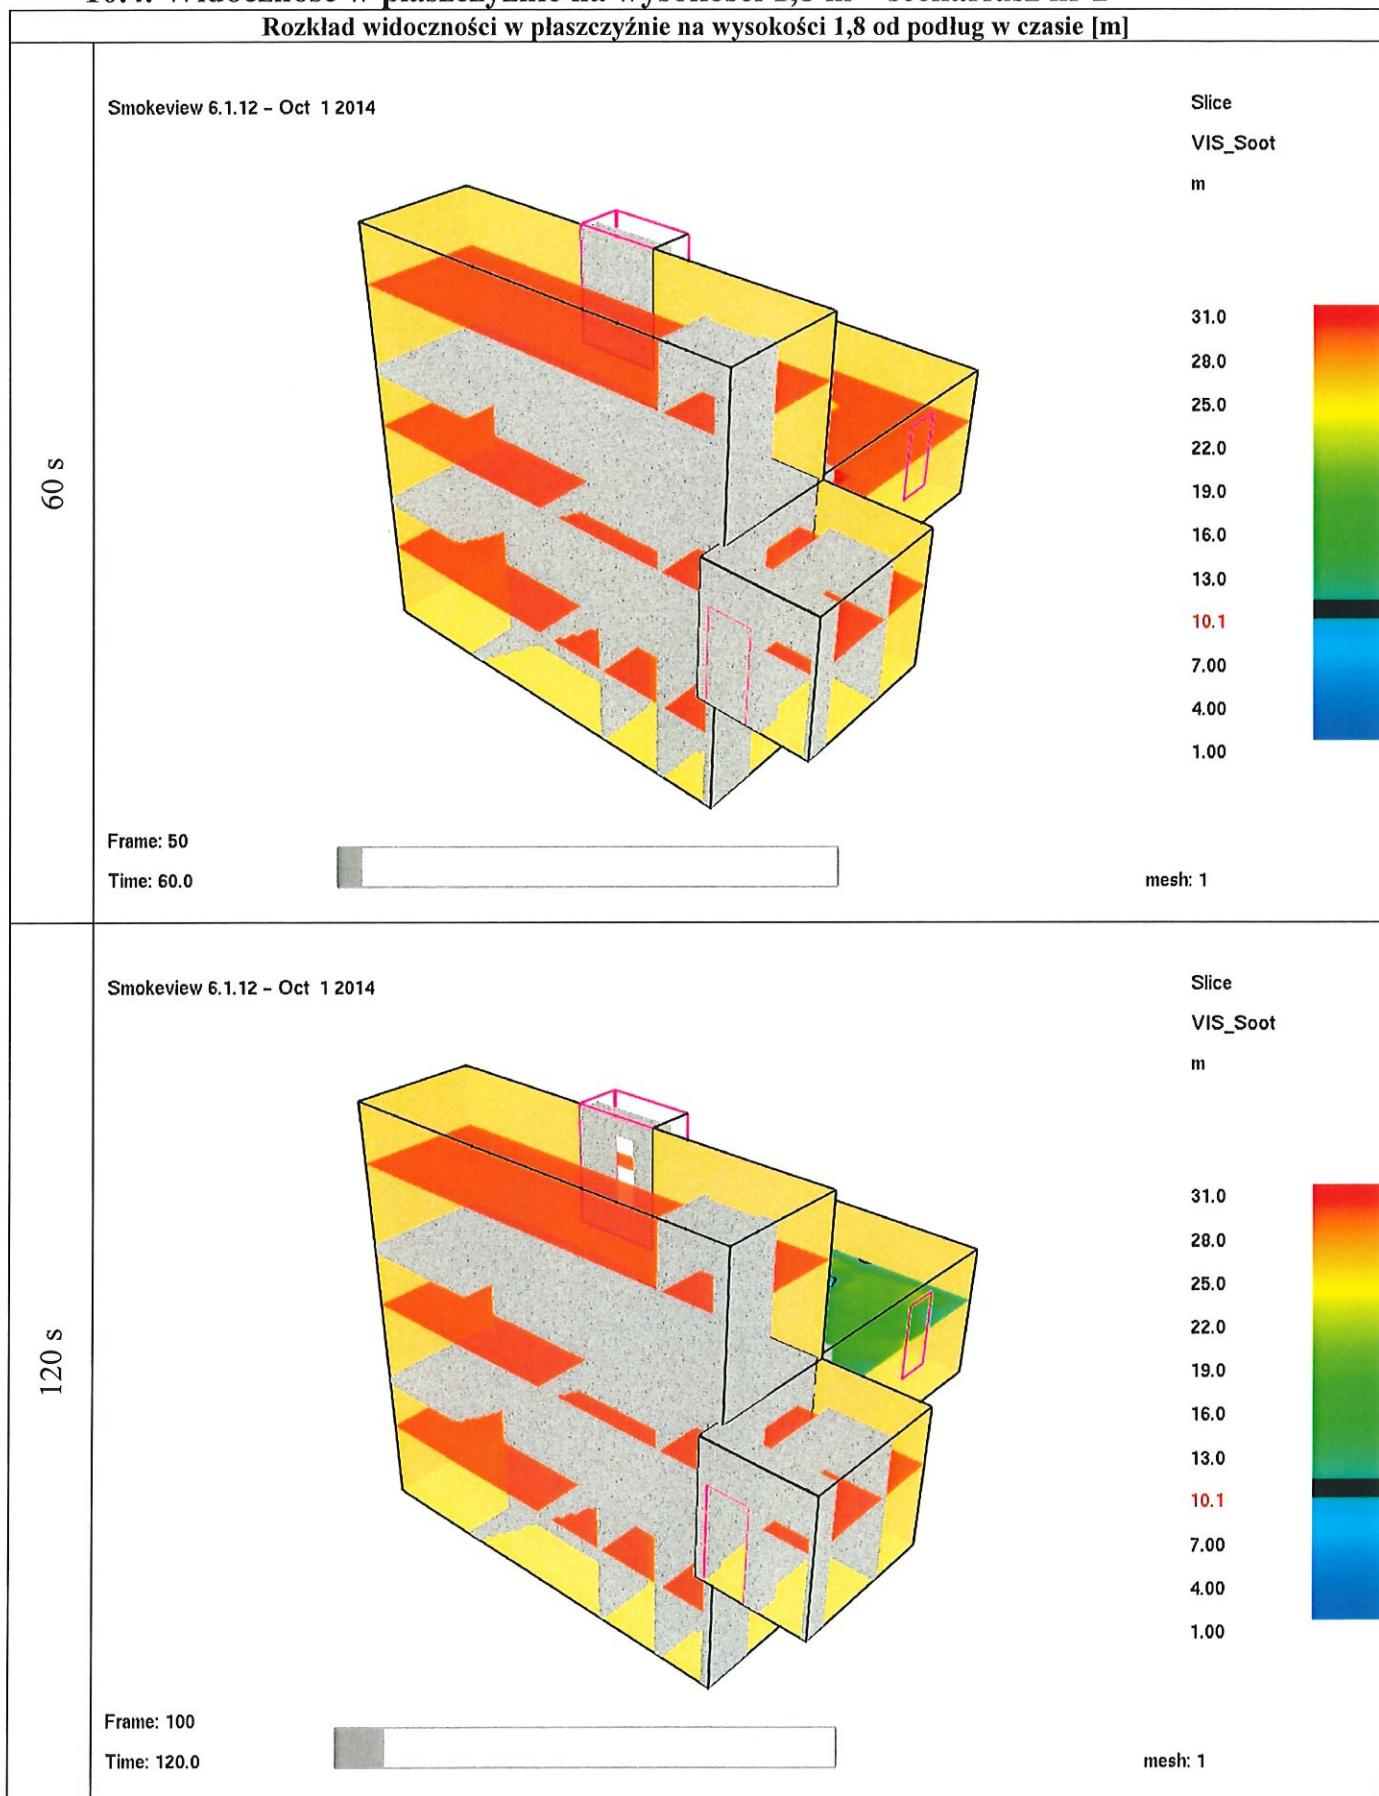 Rozkład widoczności w płaszczyźnie na wysokości 1,8 od podług w czasie [m]
60 s
Smokeview 6.1.12 – Oct 1 2014
Slice
VIS_Soot
m
31.0
28.0
25.0
22.0
19.0
16.0
13.0
10.1
7.00
4.00
1.00
Frame: 50
Time: 60.0
mesh: 1
120 s
Smokeview 6.1.12 – Oct 1 2014
Slice
VIS_Soot
m
31.0
28.0
25.0
22.0
19.0
16.0
13.0
10.1
7.00
4.00
1.00
Frame: 100
Time: 120.0
mesh: 1